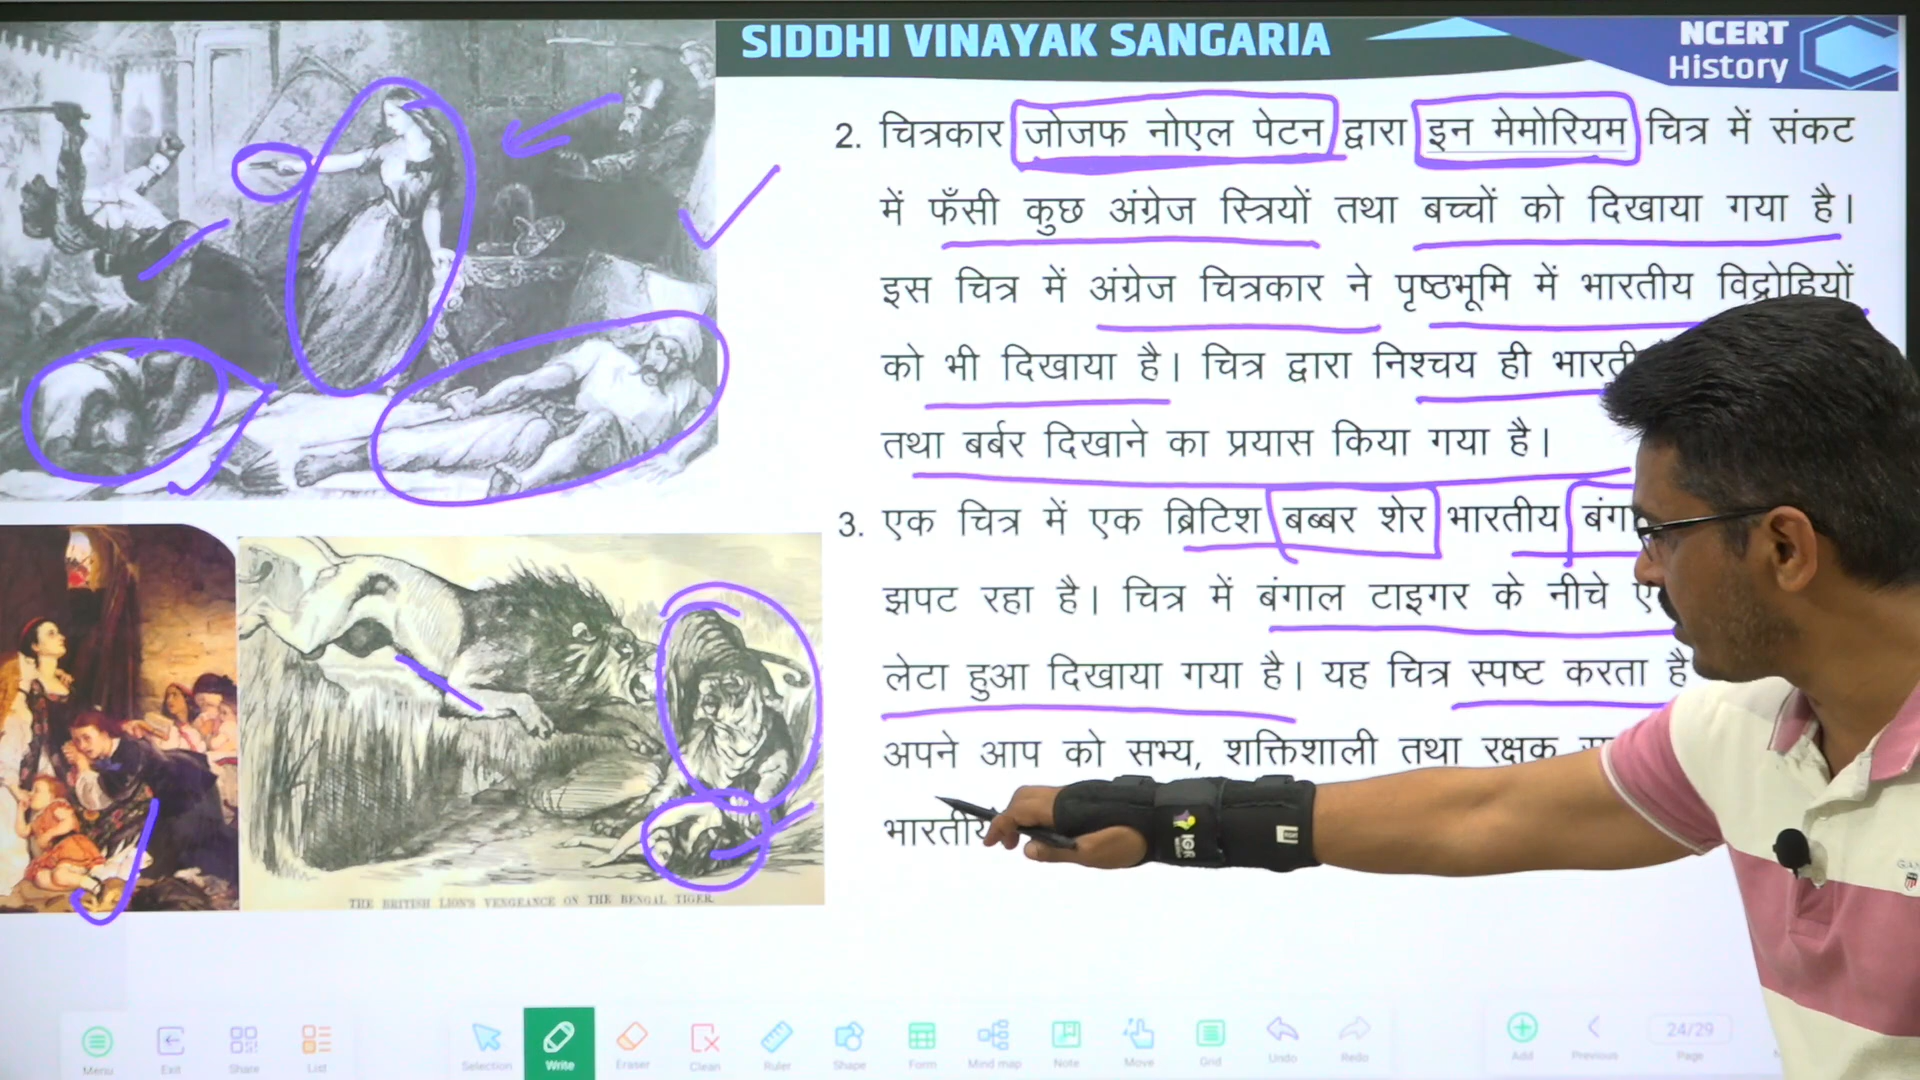 SIDDHI VINAYAK SANGARIA
NCERT
History
2. चित्रकार जोजफ नोएल पेटन द्वारा इन मेमोरियम चित्र में संकट
में फँसी कुछ अंग्रेज स्त्रियों तथा बच्चों को दिखाया गया है।
इस चित्र में अंग्रेज चित्रकार ने पृष्ठभूमि में भारतीय विद्रोहियों
को भी दिखाया है। चित्र द्वारा निश्चय ही
तथा बर्बर दिखाने का प्रयास किया गया है।
3. एक चित्र में एक ब्रिटिश बब्बर शेर भारतीय
झपट रहा है। चित्र में बंगाल टाइगर के नीचे
लेटा हुआ दिखाया गया है। यह चित्र स्पष्ट करता है
अपने आप को सभ्य, शक्तिशाली तथा रक्षक
भारतीय
THE BRITISH LION'S VENGEANCE ON THE BENGAL TIGER.
Menu Exit Share List Selection Write Eraser Clean Ruler Shape Form Mind map Note Move Grid Undo Redo Add Previous 24/29 Page